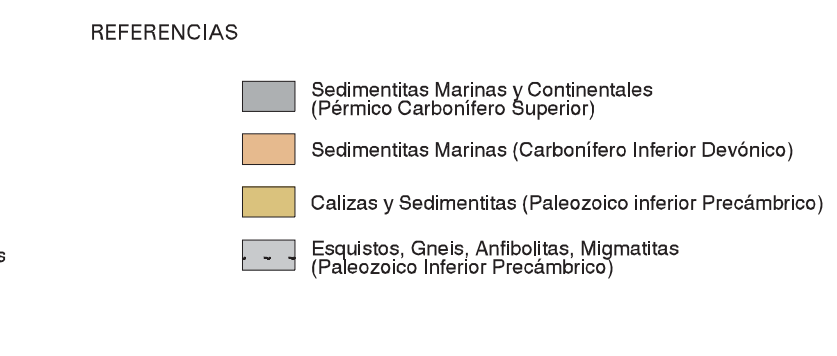 REFERENCIAS
Sedimentitas Marinas y Continentales
(Pérmico Carbonífero Superior)
Sedimentitas Marinas (Carbonífero Inferior Devónico)
Calizas y Sedimentitas (Paleozoico inferior Precámbrico)
Esquistos, Gneis, Anfibolitas, Migmatitas
(Paleozoico Inferior Precámbrico)
s